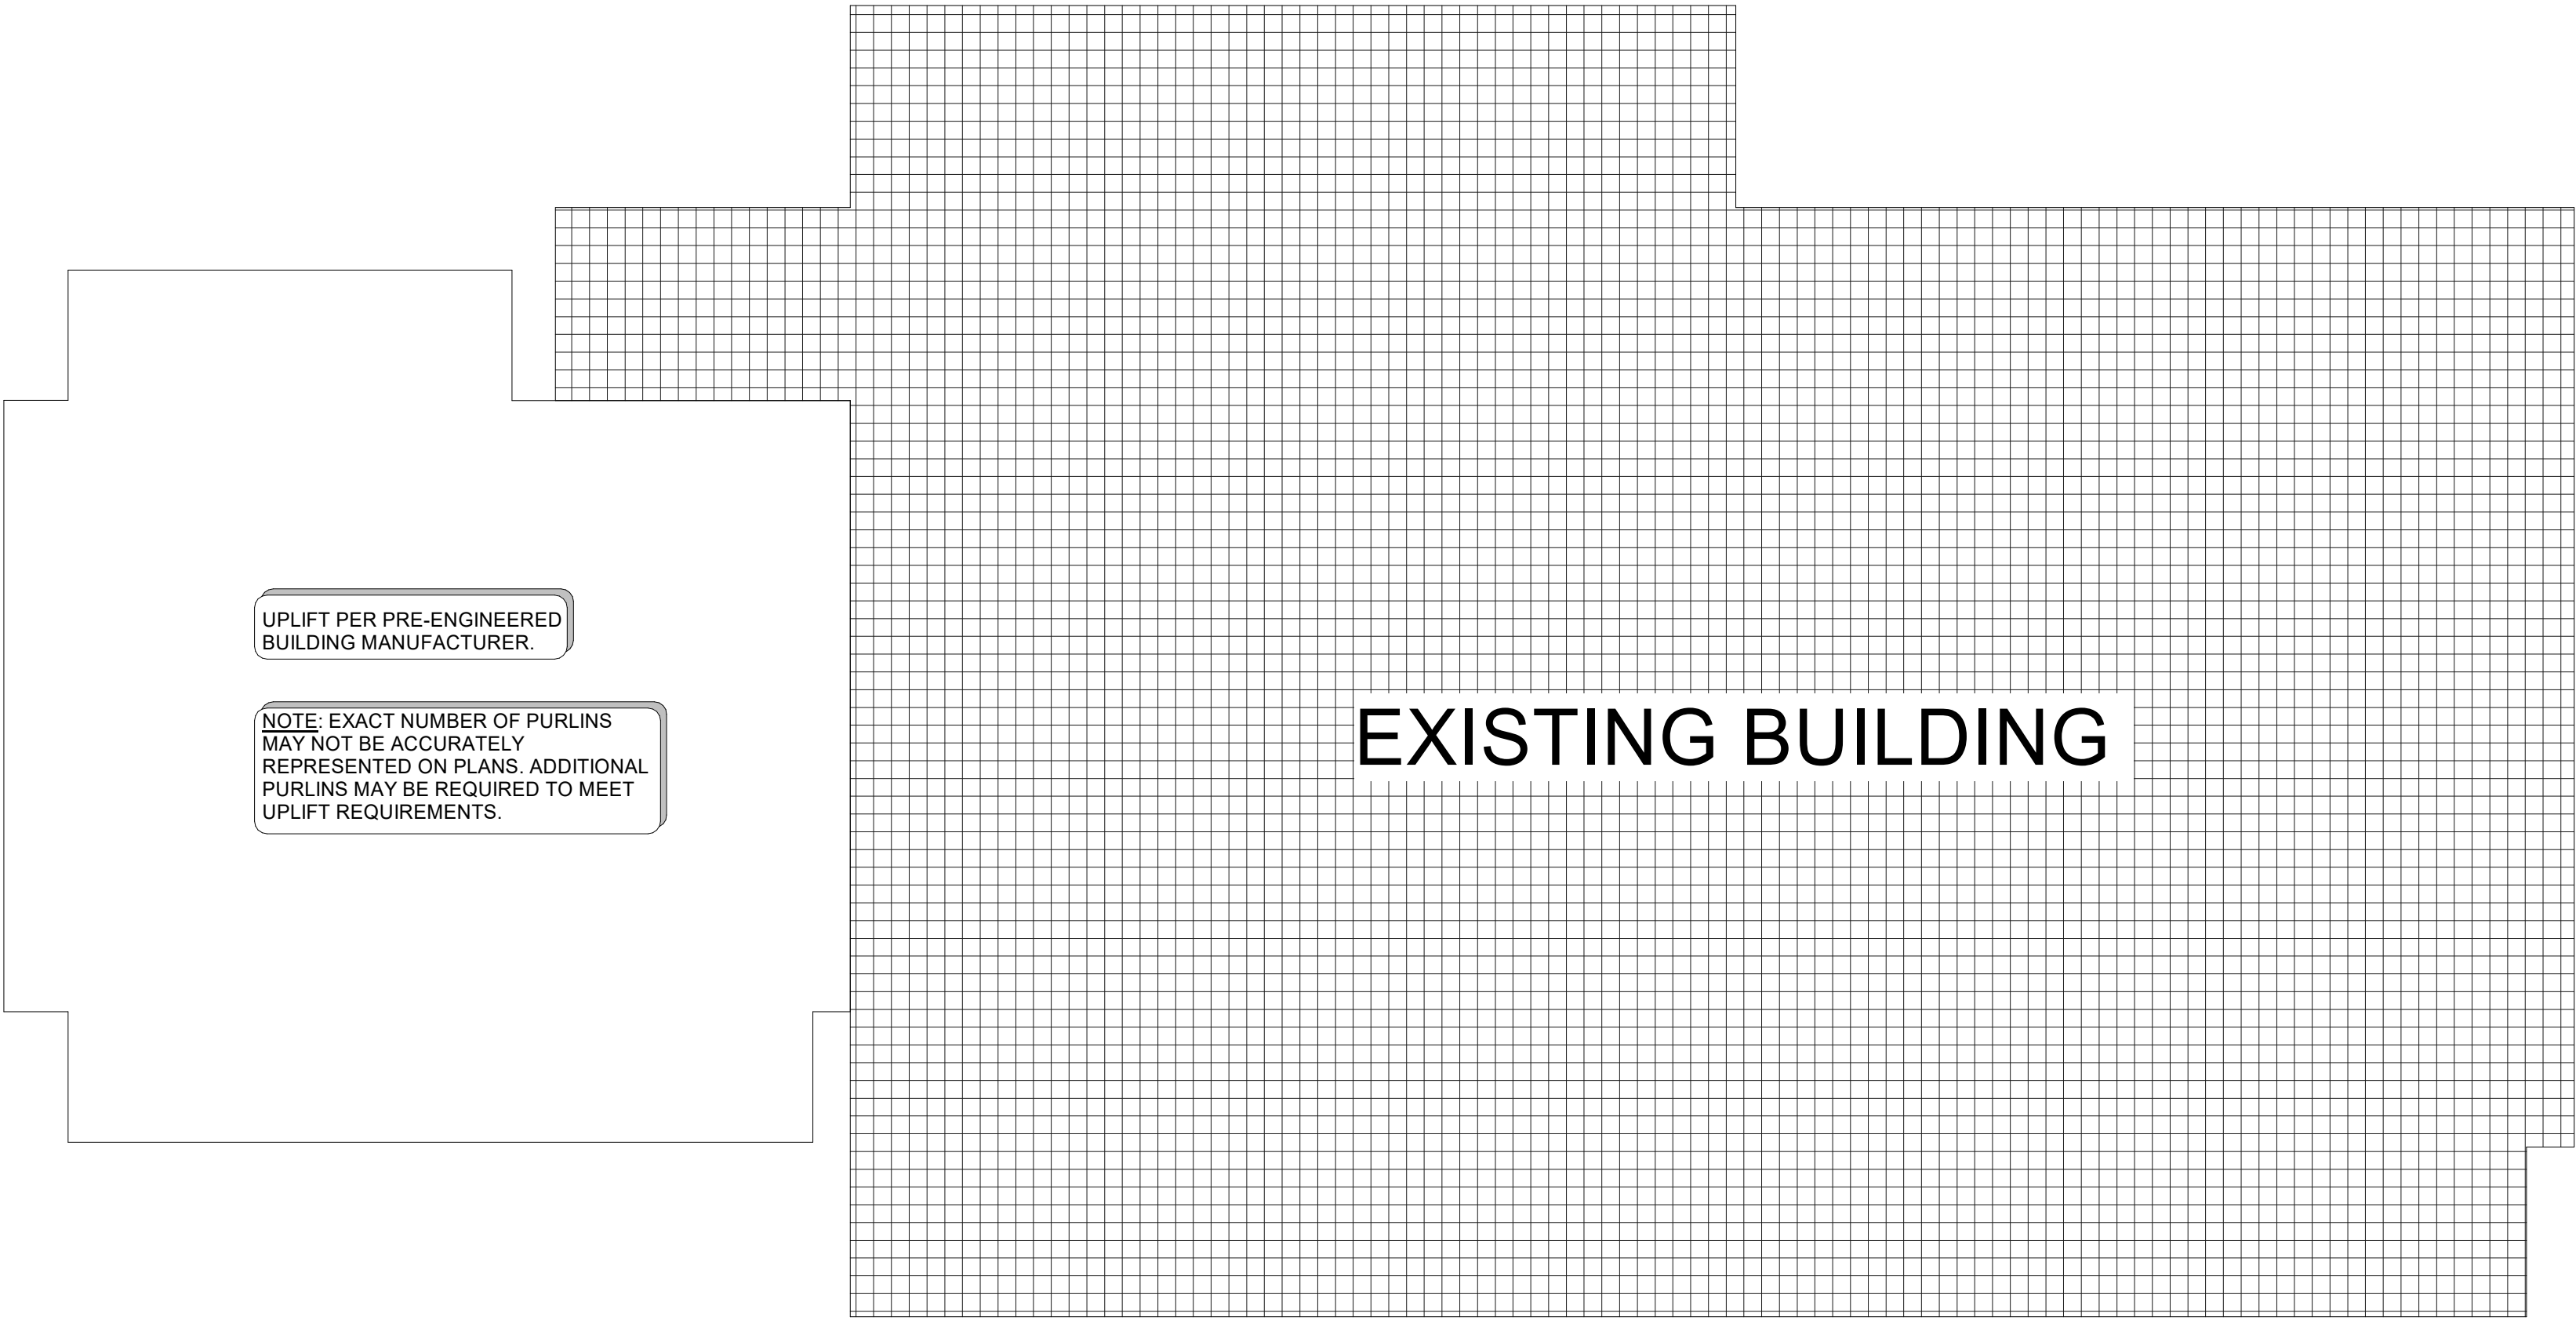 UPLIFT PER PRE-ENGINEERED
BUILDING MANUFACTURER.
NOTE: EXACT NUMBER OF PURLINS
MAY NOT BE ACCURATELY
REPRESENTED ON PLANS. ADDITIONAL
PURLINS MAY BE REQUIRED TO MEET
UPLIFT REQUIREMENTS.
EXISTING BUILDING